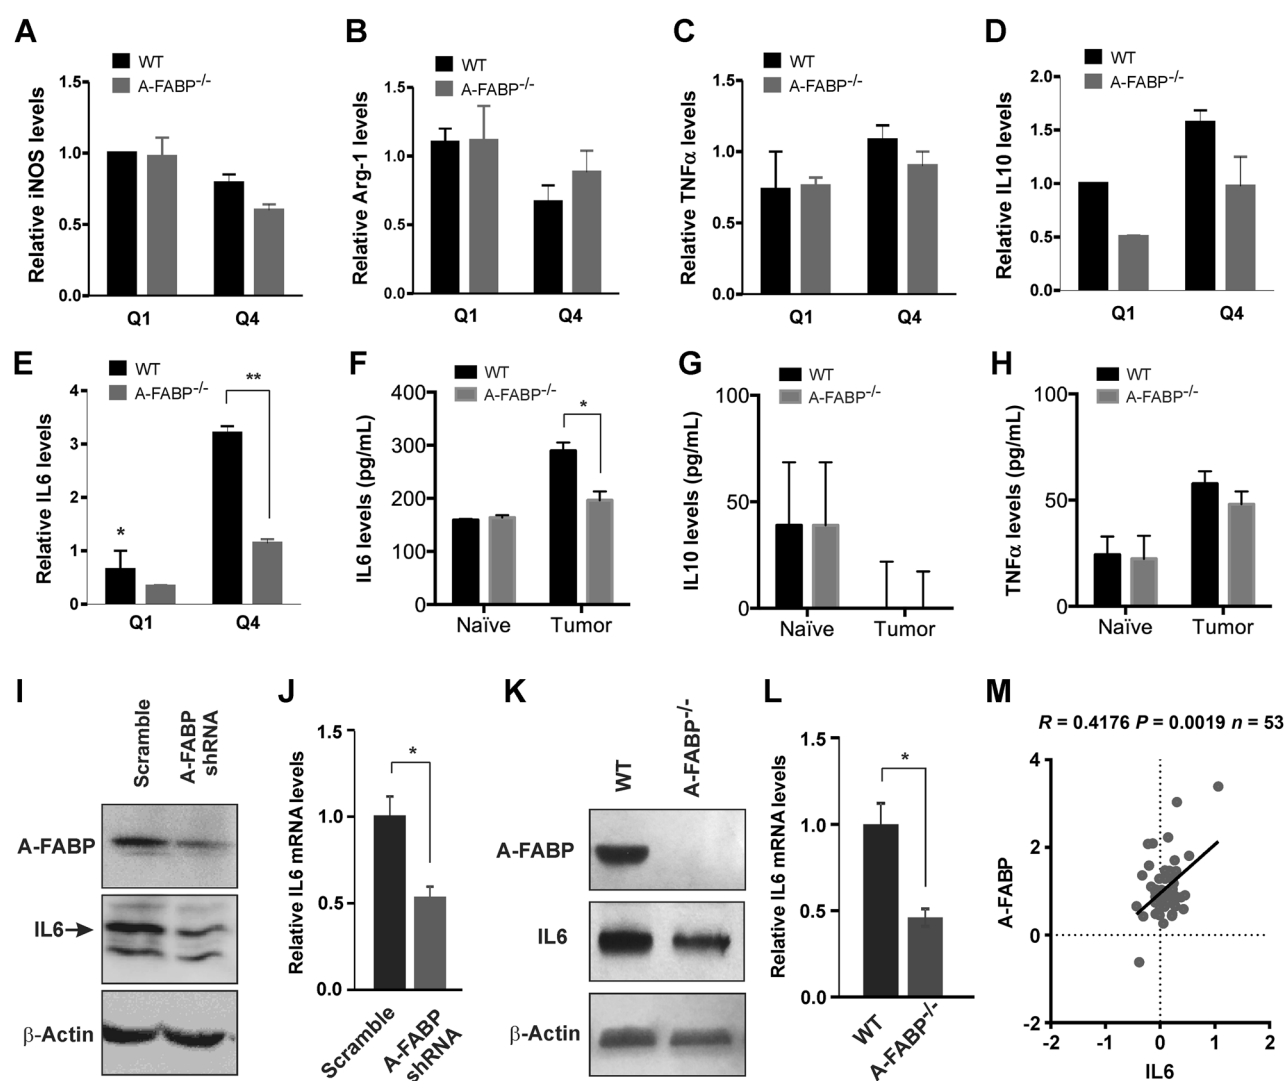 A
WT
A-FABP-/-
Relative iNOS levels
1.5
1.0
0.5
0.0
Q1
Q4
B
WT
A-FABP-/-
Relative Arg-1 levels
1.5
1.0
0.5
0.0
Q1
Q4
C
WT
A-FABP-/-
Relative TNFα levels
1.5
1.0
0.5
0.0
Q1
Q4
D
WT
A-FABP-/-
Relative IL10 levels
2.0
1.5
1.0
0.5
0.0
Q1
Q4
E
WT
A-FABP-/-
Relative IL6 levels
4
3
2
1
0
*
**
Q1
Q4
F
WT
A-FABP-/-
IL6 levels (pg/mL)
400
300
200
100
0
*
Naïve
Tumor
G
WT
A-FABP-/-
IL10 levels (pg/mL)
100
50
0
Naïve
Tumor
H
WT
A-FABP-/-
TNFα levels (pg/mL)
100
50
0
Naïve
Tumor
I
Scramble
A-FABP
shRNA
A-FABP
IL6
β-Actin
J
Relative IL6 mRNA levels
1.5
1.0
0.5
0.0
*
Scramble
A-FABP
shRNA
K
WT
A-FABP-/-
A-FABP
IL6
β-Actin
L
Relative IL6 mRNA levels
1.5
1.0
0.5
0.0
*
WT
A-FABP-/-
M
R = 0.4176 P = 0.0019 n = 53
A-FABP
4
2
0
-2
-2
-1
0
1
2
IL6